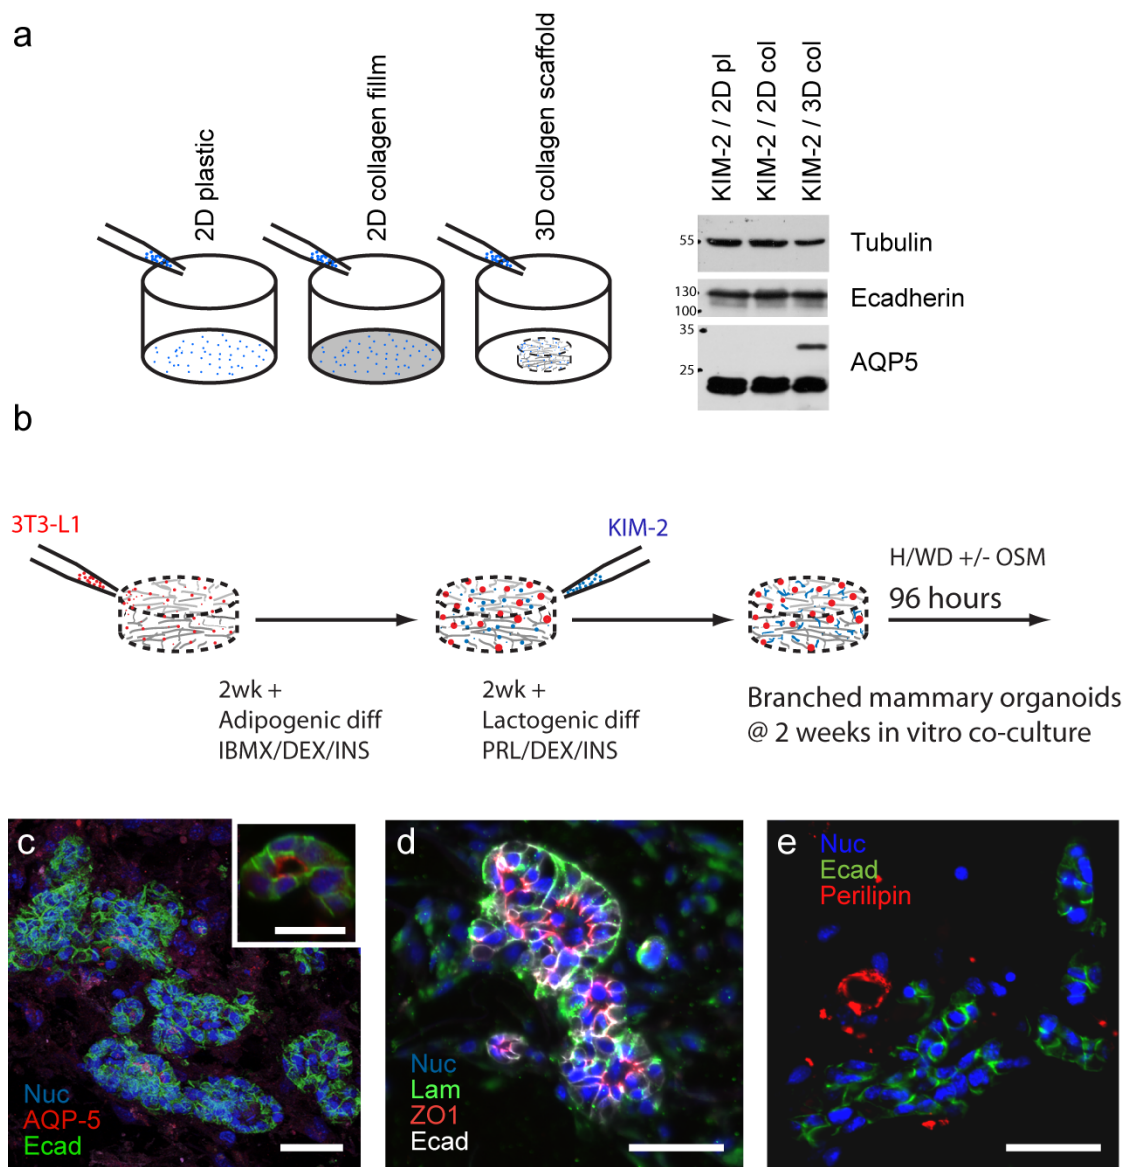 a
2D plastic
2D collagen fillm
3D collagen scaffold
KIM-2 / 2D pl
KIM-2 / 2D col
KIM-2 / 3D col
55
Tubulin
130
100
Ecadherin
35
25
AQP5
b
3T3-L1
KIM-2
H/WD +/- OSM
96 hours
2wk +
Adipogenic diff
IBMX/DEX/INS
2wk +
Lactogenic diff
PRL/DEX/INS
Branched mammary organoids
@ 2 weeks in vitro co-culture
c
Nuc
AQP-5
Ecad
d
Nuc
Lam
ZO1
Ecad
e
Nuc
Ecad
Perilipin